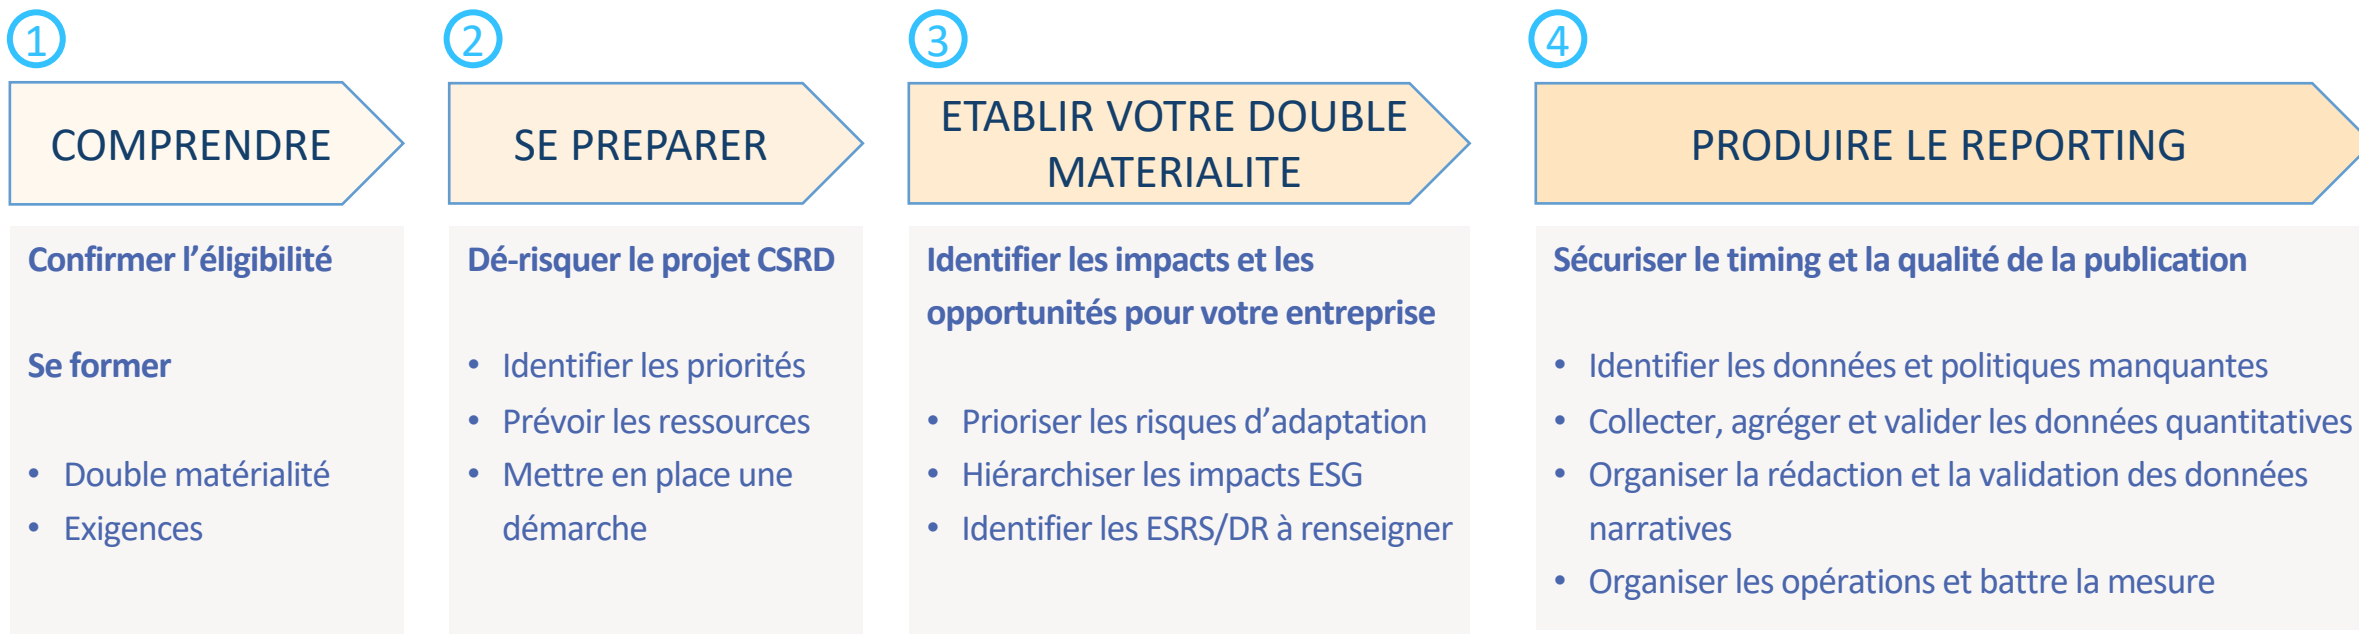 1
COMPRENDRE
Confirmer l’éligibilité
Se former
• Double matérialité
• Exigences
2
SE PREPARER
Dé-risquer le projet CSRD
• Identifier les priorités
• Prévoir les ressources
• Mettre en place une
démarche
3
ETABLIR VOTRE DOUBLE
MATERIALITE
Identifier les impacts et les
opportunités pour votre entreprise
• Prioriser les risques d’adaptation
• Hiérarchiser les impacts ESG
• Identifier les ESRS/DR à renseigner
4
PRODUIRE LE REPORTING
Sécuriser le timing et la qualité de la publication
• Identifier les données et politiques manquantes
• Collecter, agréger et valider les données quantitatives
• Organiser la rédaction et la validation des données
narratives
• Organiser les opérations et battre la mesure